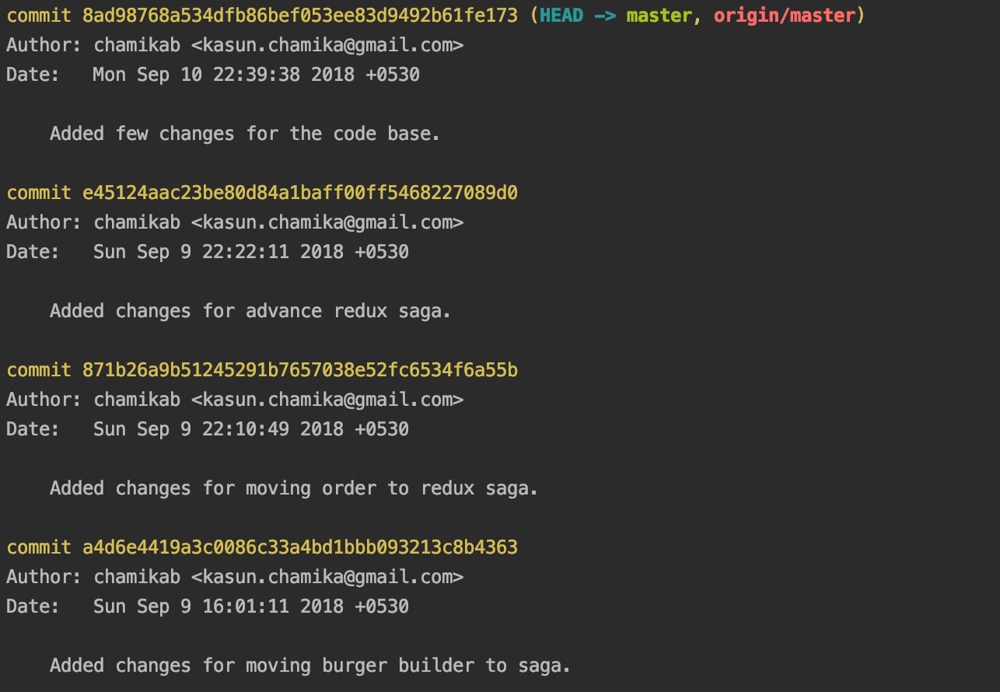 commit 8ad98768a534dfb86bef053ee83d9492b61fe173 (HEAD -> master, origin/master)
Author: chamikab <kasun.chamika@gmail.com>
Date:   Mon Sep 10 22:39:38 2018 +0530
Added few changes for the code base.
commit e45124aac23be80d84a1baff00ff5468227089d0
Author: chamikab <kasun.chamika@gmail.com>
Date:   Sun Sep 9 22:22:11 2018 +0530
Added changes for advance redux saga.
commit 871b26a9b51245291b7657038e52fc6534f6a55b
Author: chamikab <kasun.chamika@gmail.com>
Date:   Sun Sep 9 22:10:49 2018 +0530
Added changes for moving order to redux saga.
commit a4d6e4419a3c0086c33a4bd1bbb093213c8b4363
Author: chamikab <kasun.chamika@gmail.com>
Date:   Sun Sep 9 16:01:11 2018 +0530
Added changes for moving burger builder to saga.